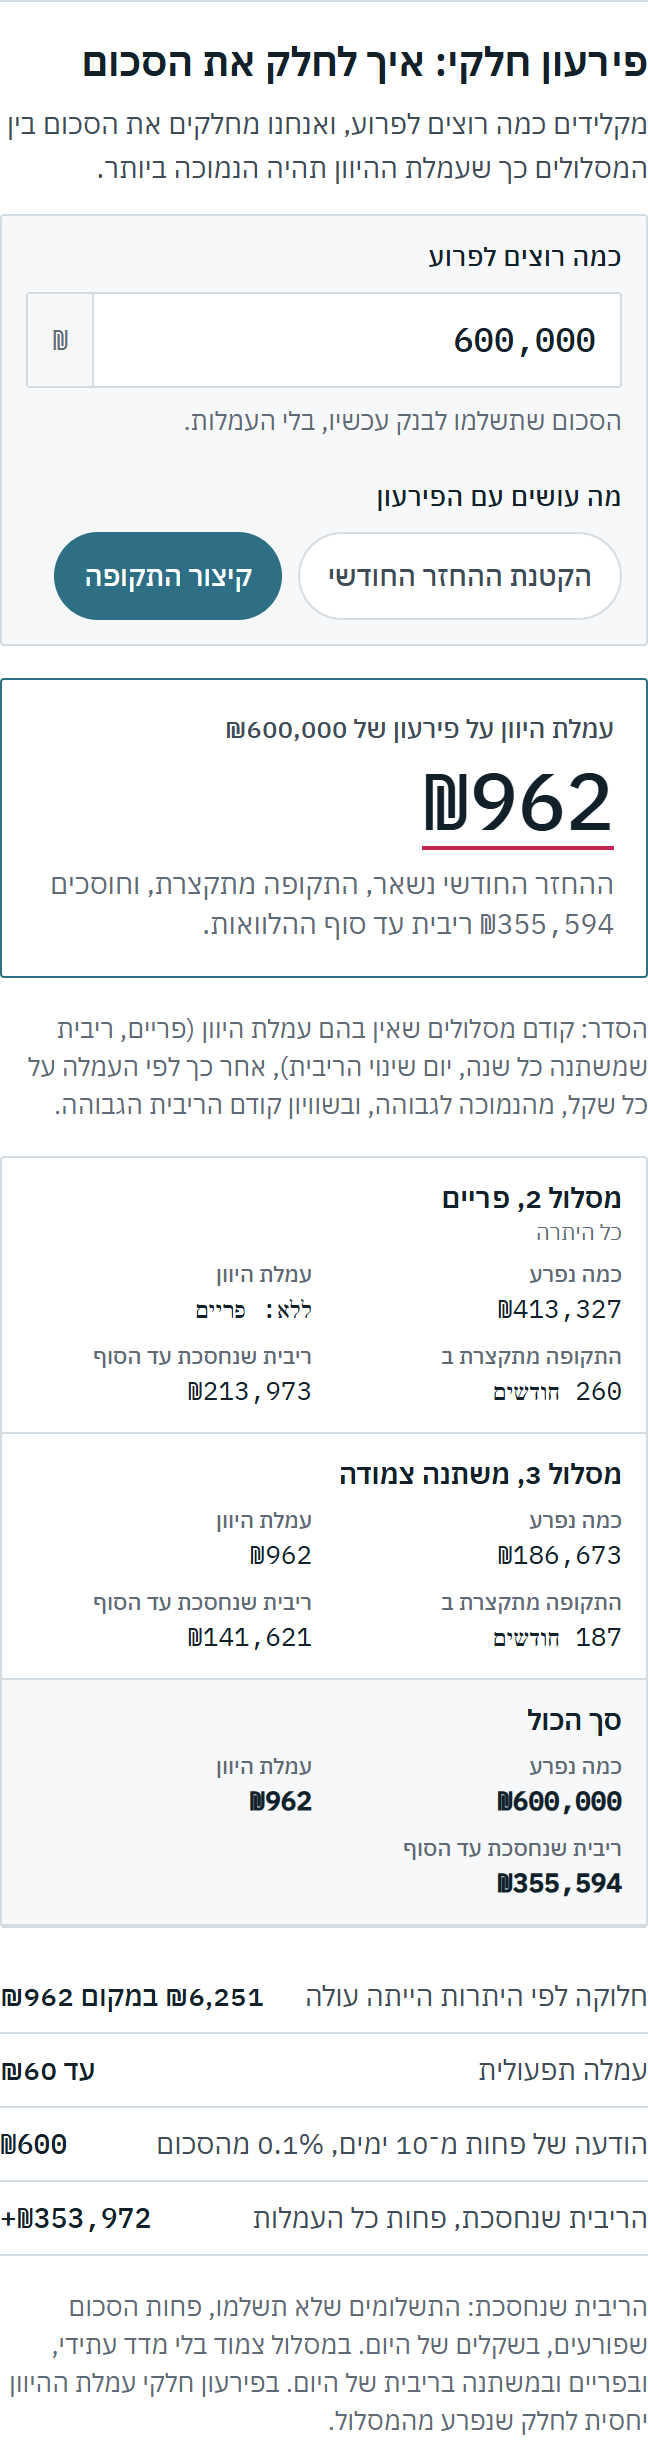 פירעון חלקי: איך לחלק את הסכום
מקלידים כמה רוצים לפרוע, ואנחנו מחלקים את הסכום בין
המסלולים כך שעמלת ההיוון תהיה הנמוכה ביותר.
כמה רוצים לפרוע
600,000 ₪
הסכום שתשלמו לבנק עכשיו, בלי העמלות.
מה עושים עם הפירעון
הקטנת ההחזר החודשי קיצור התקופה
עמלת היוון על פירעון של 600,000₪
962₪
ההחזר החודשי נשאר, התקופה מתקצרת, וחוסכים
355,594₪ ריבית עד סוף ההלוואות.
הסדר: קודם מסלולים שאין בהם עמלת היוון (פריים, ריבית
שמשתנה כל שנה, יום שינוי הריבית), אחר כך לפי העמלה על
כל שקל, מהנמוכה לגבוהה, ובשוויון קודם הריבית הגבוהה.
מסלול 2, פריים
כל היתרה
כמה נפרע עמלת היוון
413,327₪ ללא: פריים
התקופה מתקצרת ב ריבית שנחסכת עד הסוף
260 חודשים 213,973₪
מסלול 3, משתנה צמודה
כמה נפרע עמלת היוון
186,673₪ 962₪
התקופה מתקצרת ב ריבית שנחסכת עד הסוף
187 חודשים 141,621₪
סך הכול
כמה נפרע עמלת היוון
600,000₪ 962₪
ריבית שנחסכת עד הסוף
355,594₪
חלוקה לפי היתרות הייתה עולה 6,251₪ במקום 962₪
עמלה תפעולית עד 60₪
הודעה של פחות מ־10 ימים, 0.1% מהסכום 600₪
הריבית שנחסכת, פחות כל העמלות 353,972₪+
הריבית שנחסכת: התשלומים שלא תשלמו, פחות הסכום
שפורעים, בשקלים של היום. במסלול צמוד בלי מדד עתידי,
ובפריים ובמשתנה בריבית של היום. בפירעון חלקי עמלת ההיוון
יחסית לחלק שנפרע מהמסלול.